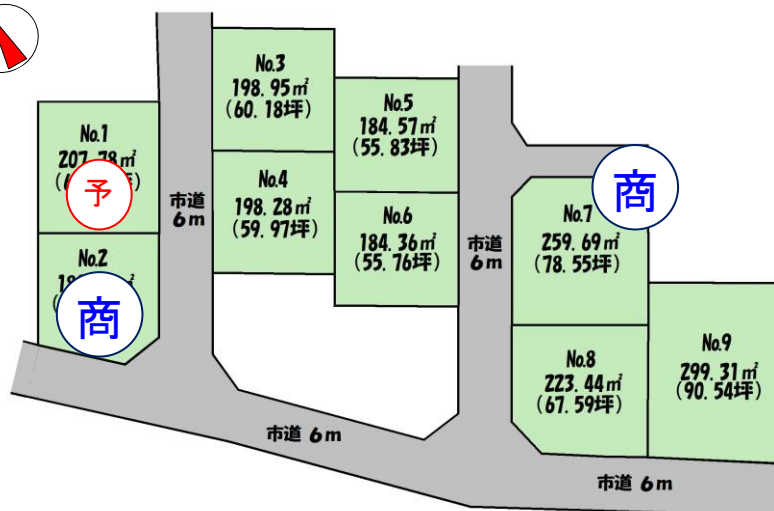 No.1
207.78㎡
予
No.2
商
市道
6m
No.3
198.95㎡
(60.18坪)
No.4
198.28㎡
(59.97坪)
No.5
184.57㎡
(55.83坪)
No.6
184.36㎡
(55.76坪)
市道
6m
商
No.7
259.69㎡
(78.55坪)
No.8
223.44㎡
(67.59坪)
No.9
299.31㎡
(90.54坪)
市道 6m
市道 6m